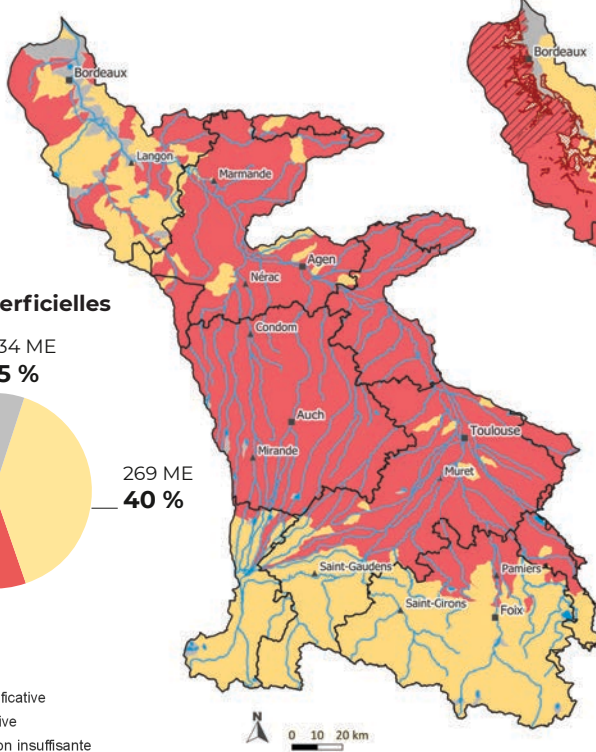 Bordeaux
Bordeaux
Langon
Marmande
Agen
Nérac
erficielles
Condom
34 ME
5 %
Auch
Toulouse
Mirande
Muret
269 ME
40 %
Saint-Gaudens
Pamiers
Saint-Girons
Foix
ficative
ive
on insuffisante
N
0 10 20 km